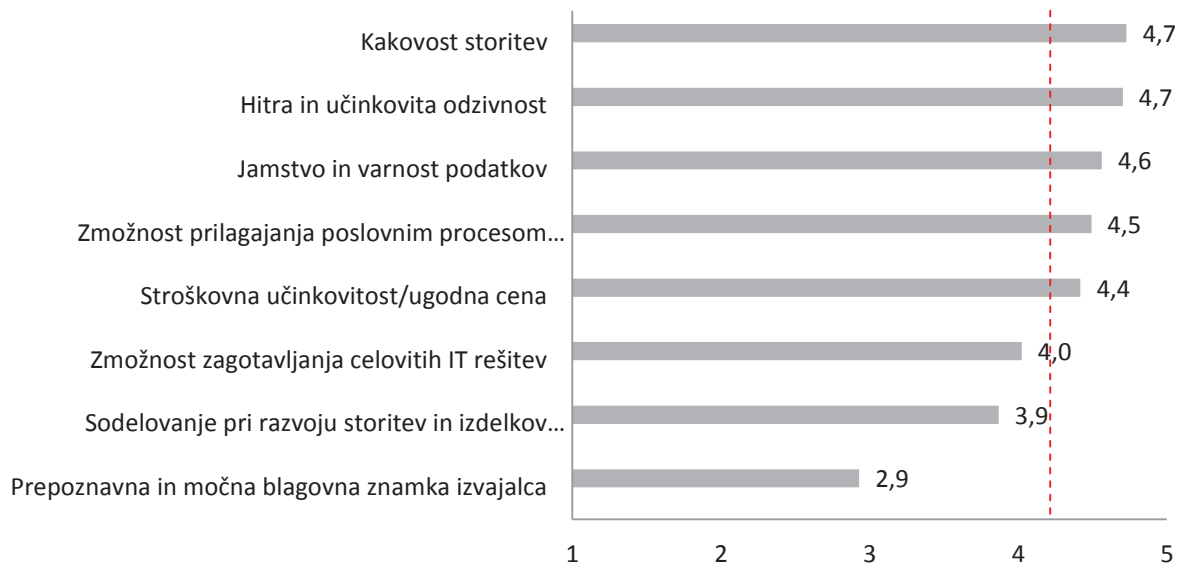 Kakovost storitev 4,7
Hitra in učinkovita odzivnost 4,7
Jamstvo in varnost podatkov 4,6
Zmožnost prilagajanja poslovnim procesom… 4,5
Stroškovna učinkovitost/ugodna cena 4,4
Zmožnost zagotavljanja celovitih IT rešitev 4,0
Sodelovanje pri razvoju storitev in izdelkov… 3,9
Prepoznavna in močna blagovna znamka izvajalca 2,9
1 2 3 4 5